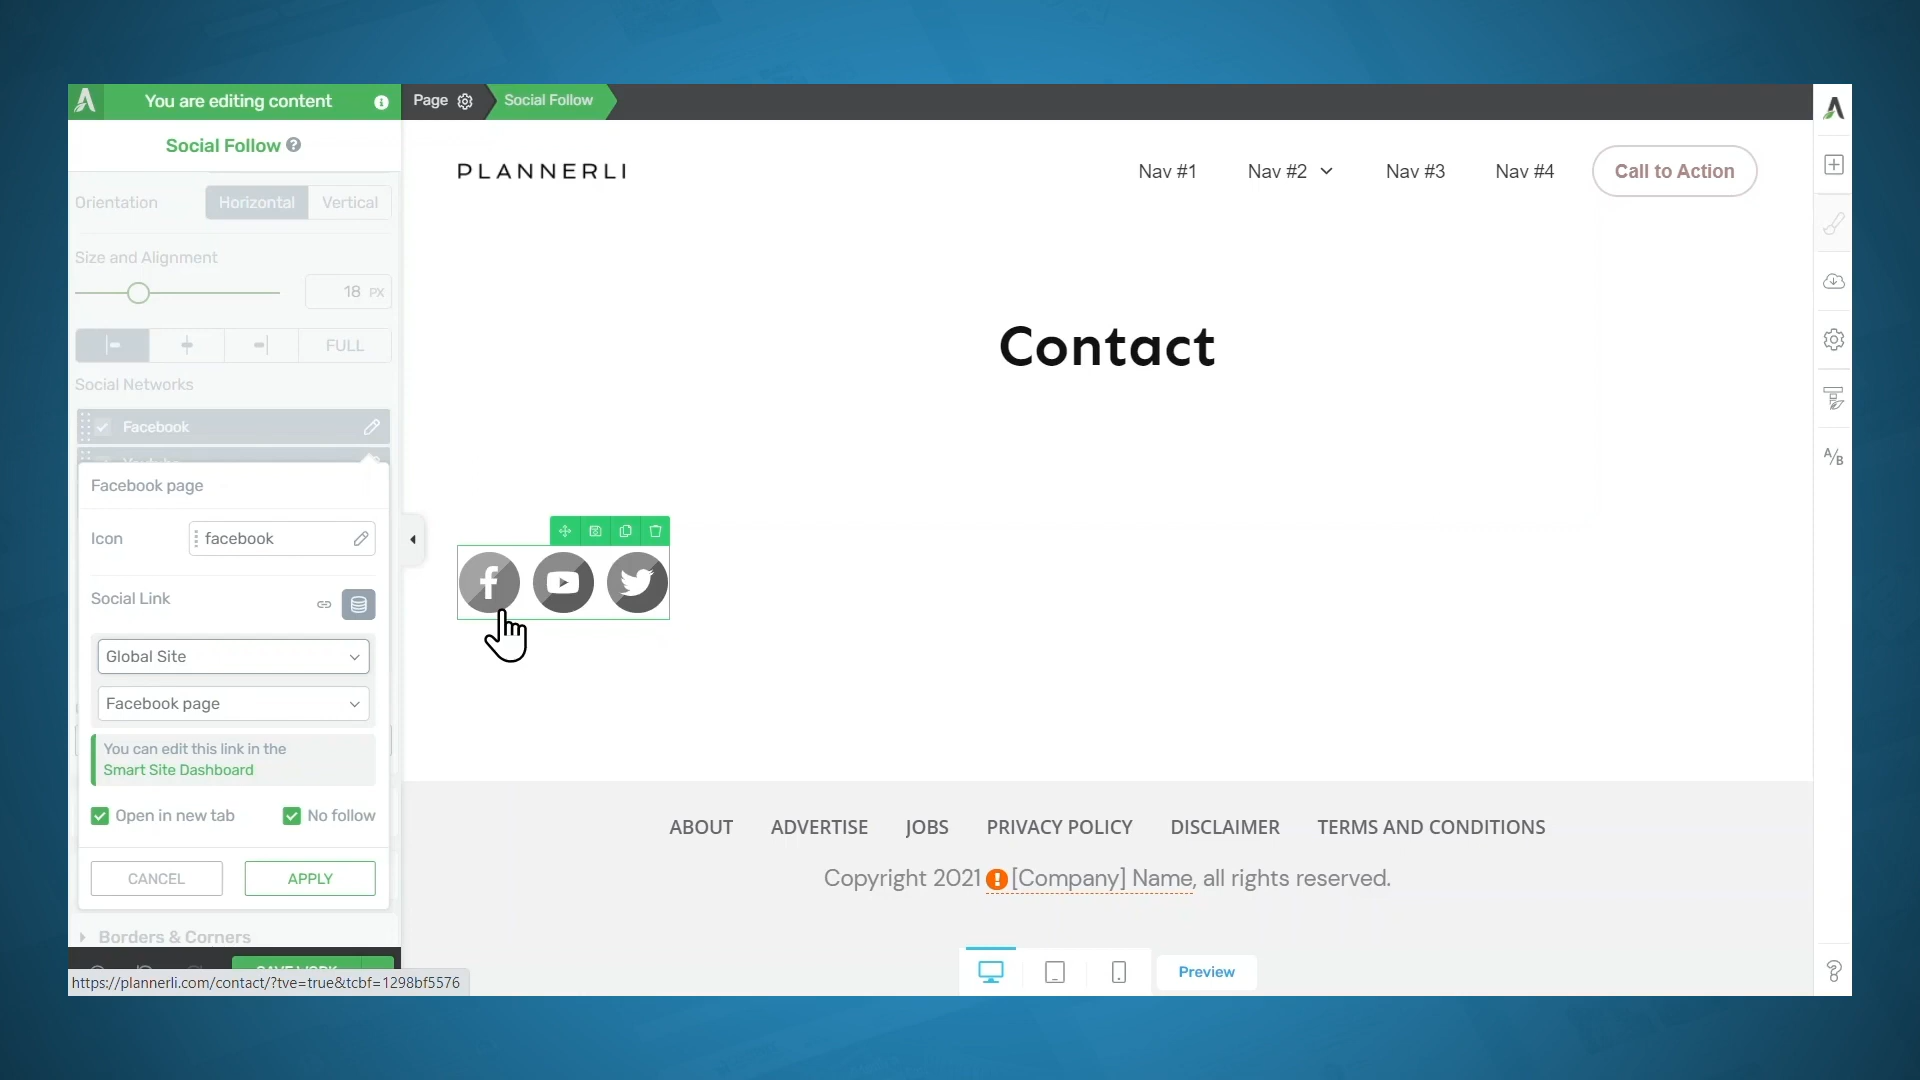 You are editing content
Page
Social Follow
Social Follow
Orientation
Horizontal
Vertical
Size and Alignment
18 PX
FULL
Social Networks
Facebook
Youtube
Facebook page
Icon
facebook
Social Link
Global Site
Facebook page
You can edit this link in the
Smart Site Dashboard
Open in new tab
No follow
CANCEL
APPLY
Borders & Corners
SAVE WORK
https://plannerli.com/contact/?tve=true&tcbf=1298bf5576
PLANNERLI
Nav #1
Nav #2
Nav #3
Nav #4
Call to Action
Contact
ABOUT
ADVERTISE
JOBS
PRIVACY POLICY
DISCLAIMER
TERMS AND CONDITIONS
Copyright 2021 [Company] Name, all rights reserved.
Preview
A/B